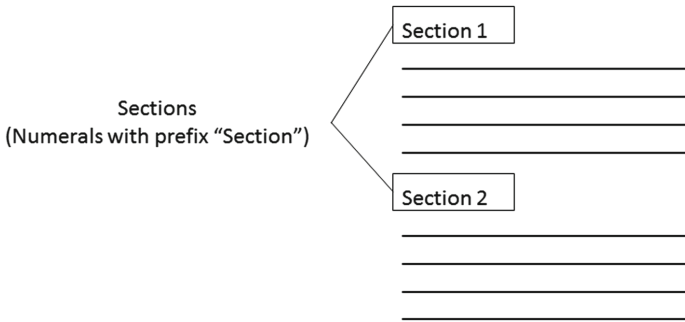 Section 1
Sections
(Numerals with prefix “Section”)
Section 2